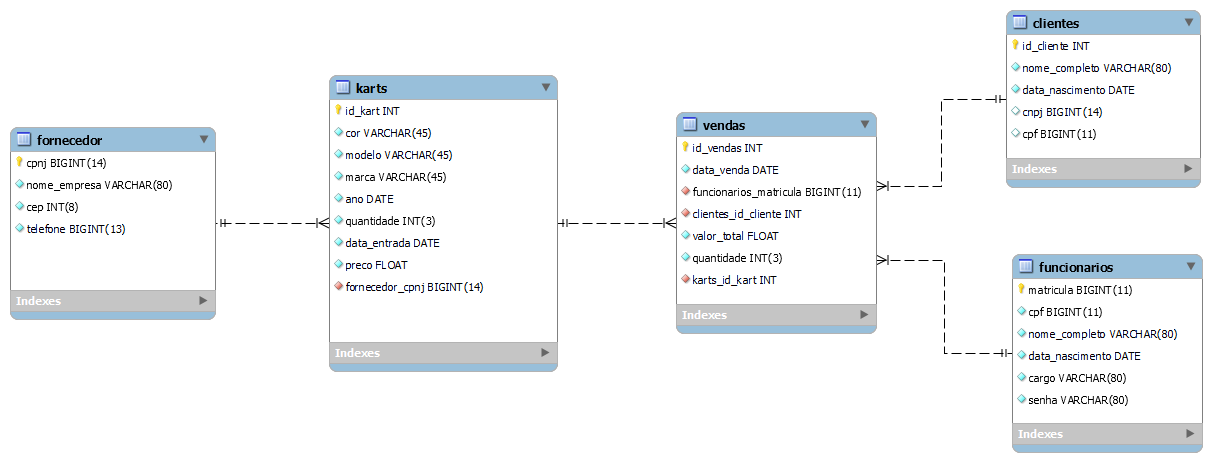 fornecedor
cpnj BIGINT(14)
nome_empresa VARCHAR(80)
cep INT(8)
telefone BIGINT(13)
Indexes
karts
id_kart INT
cor VARCHAR(45)
modelo VARCHAR(45)
marca VARCHAR(45)
ano DATE
quantidade INT(3)
data_entrada DATE
preco FLOAT
fornecedor_cpnj BIGINT(14)
Indexes
vendas
id_vendas INT
data_venda DATE
funcionarios_matricula BIGINT(11)
clientes_id_cliente INT
valor_total FLOAT
quantidade INT(3)
karts_id_kart INT
Indexes
clientes
id_cliente INT
nome_completo VARCHAR(80)
data_nascimento DATE
cnpj BIGINT(14)
cpf BIGINT(11)
Indexes
funcionarios
matricula BIGINT(11)
cpf BIGINT(11)
nome_completo VARCHAR(80)
data_nascimento DATE
cargo VARCHAR(80)
senha VARCHAR(80)
Indexes